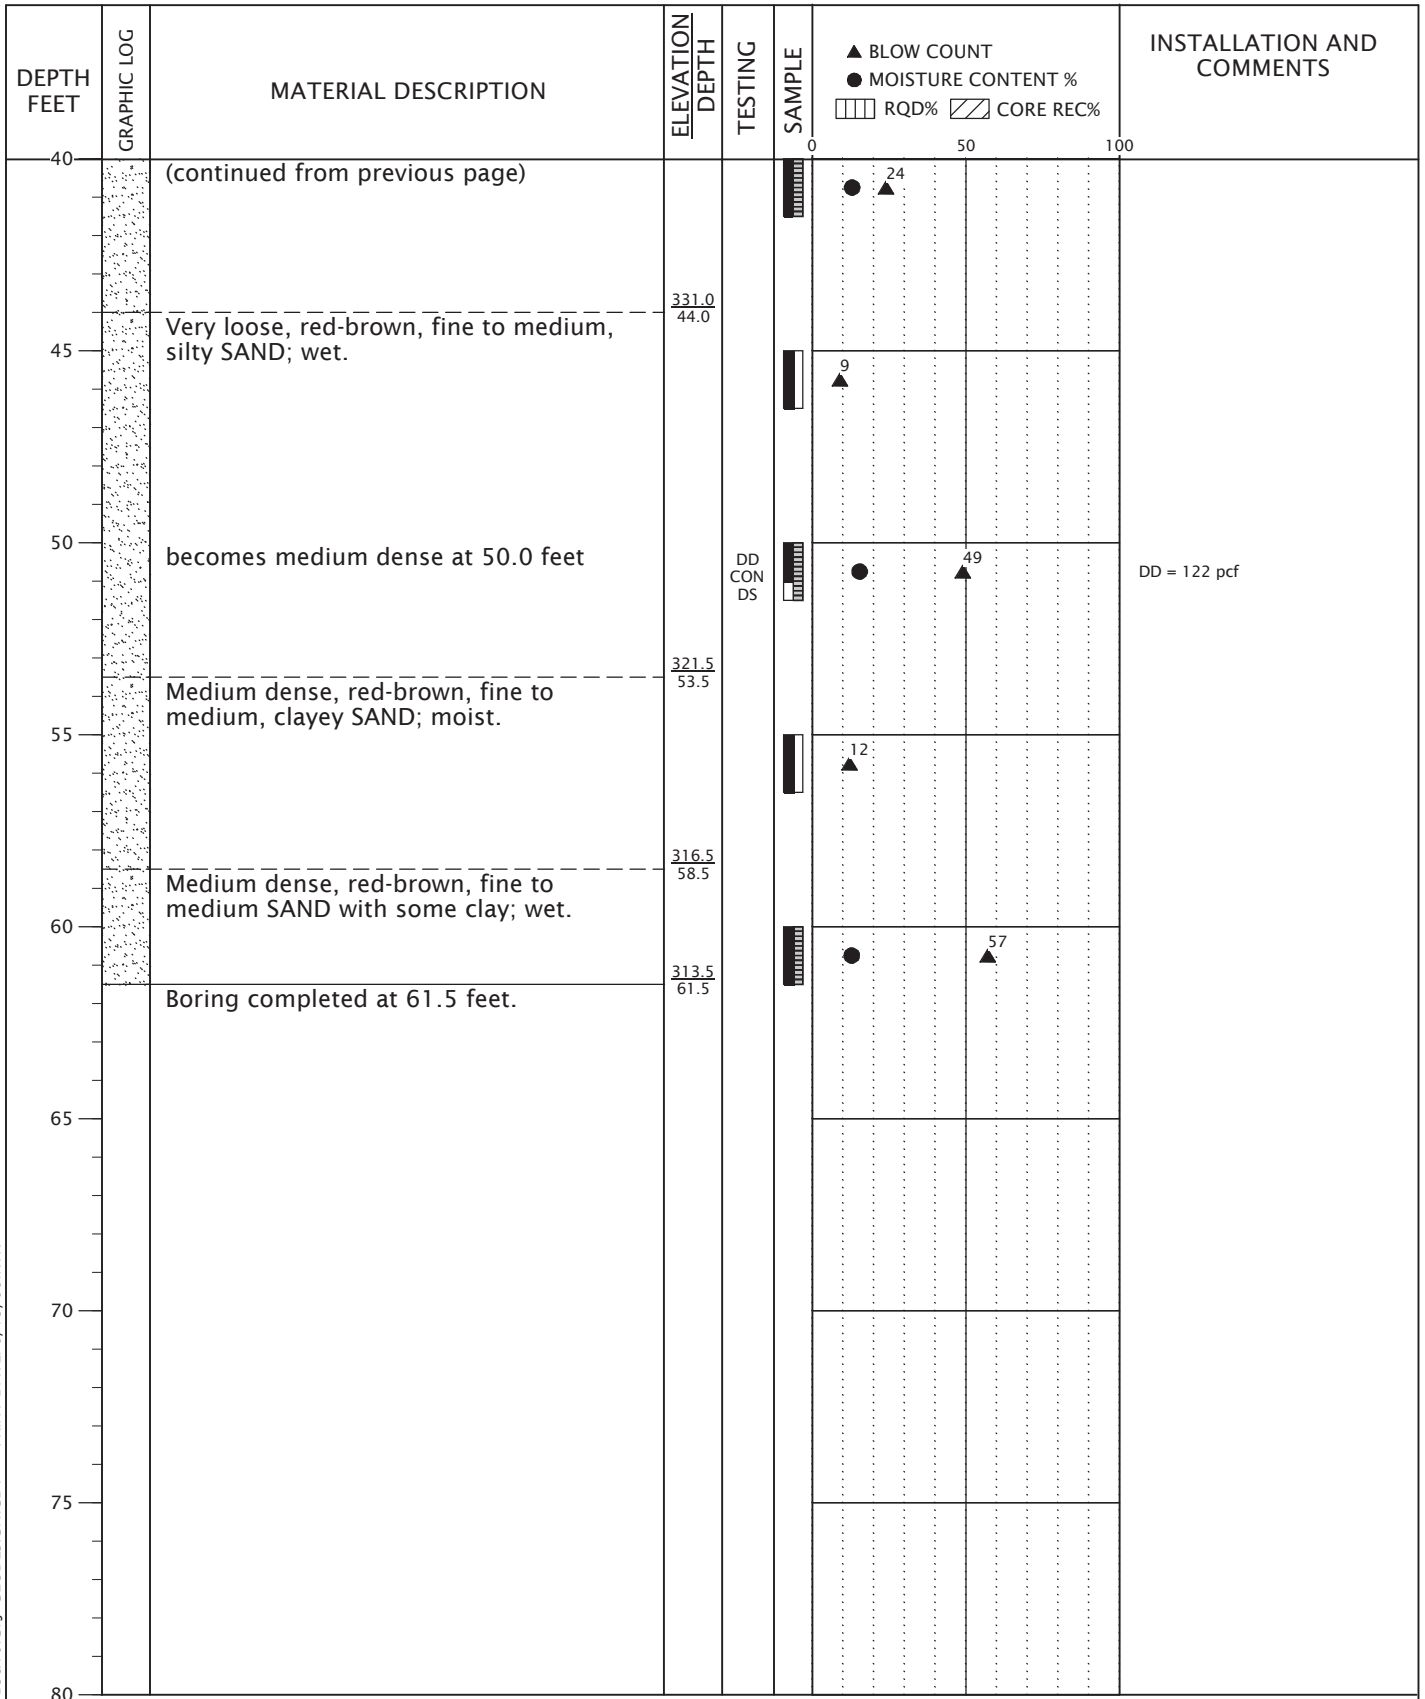 DEPTH
FEET
GRAPHIC LOG
MATERIAL DESCRIPTION
ELEVATION
DEPTH
TESTING
SAMPLE
▲ BLOW COUNT
● MOISTURE CONTENT %
RQD% CORE REC%
INSTALLATION AND
COMMENTS
0 50 100
40
(continued from previous page)
24
331.0
44.0
Very loose, red-brown, fine to medium,
silty SAND; wet.
45
9
50
becomes medium dense at 50.0 feet
DD
CON
DS
49
DD = 122 pcf
321.5
53.5
Medium dense, red-brown, fine to
medium, clayey SAND; moist.
55
12
316.5
58.5
Medium dense, red-brown, fine to
medium SAND with some clay; wet.
60
57
313.5
61.5
Boring completed at 61.5 feet.
65
70
75
80